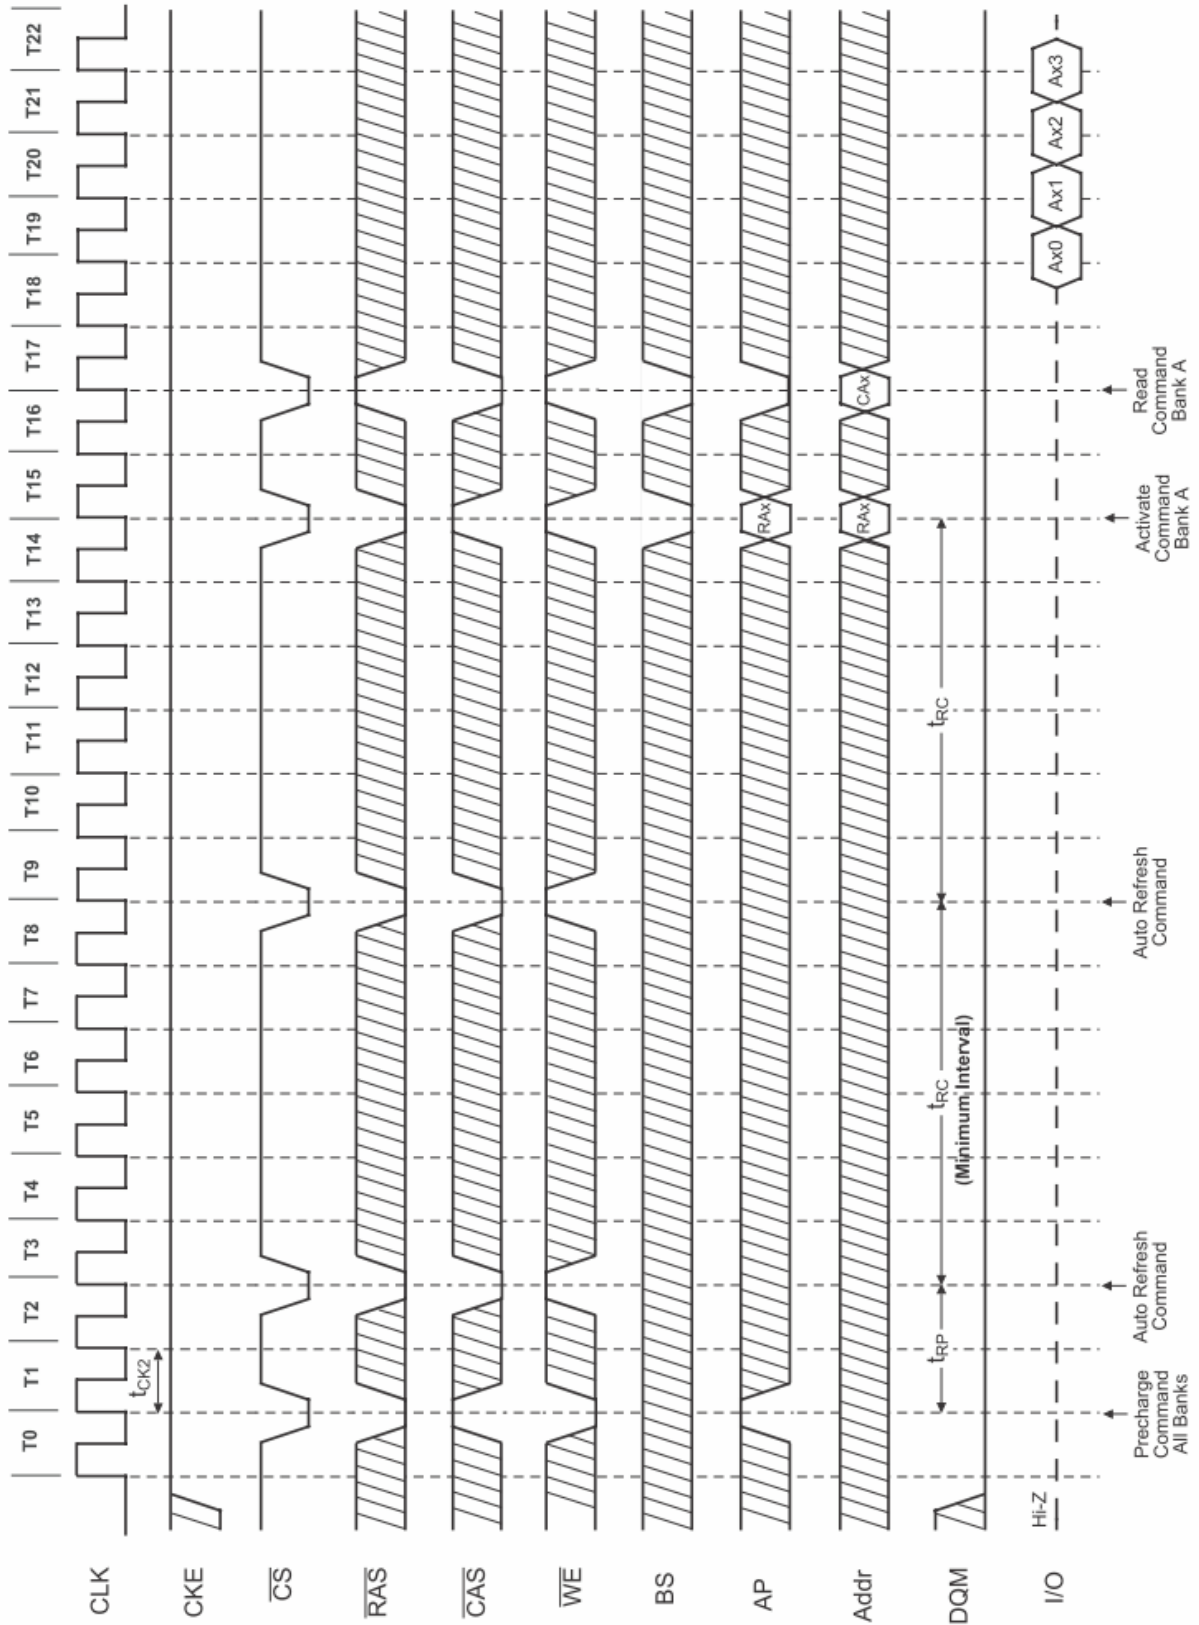 T0 T1 T2 T3 T4 T5 T6 T7 T8 T9 T10 T11 T12 T13 T14 T15 T16 T17 T18 T19 T20 T21 T22
CLK
tCK2
CKE
CS
RAS
CAS
WE
BS
AP
RAx
Addr
RAx CAx
DQM
tRP tRC tRC
(Minimum Interval)
I/O
Hi-Z
Ax0 Ax1 Ax2 Ax3
Precharge
Command
All Banks
Auto Refresh
Command
Auto Refresh
Command
Activate
Command
Bank A
Read
Command
Bank A